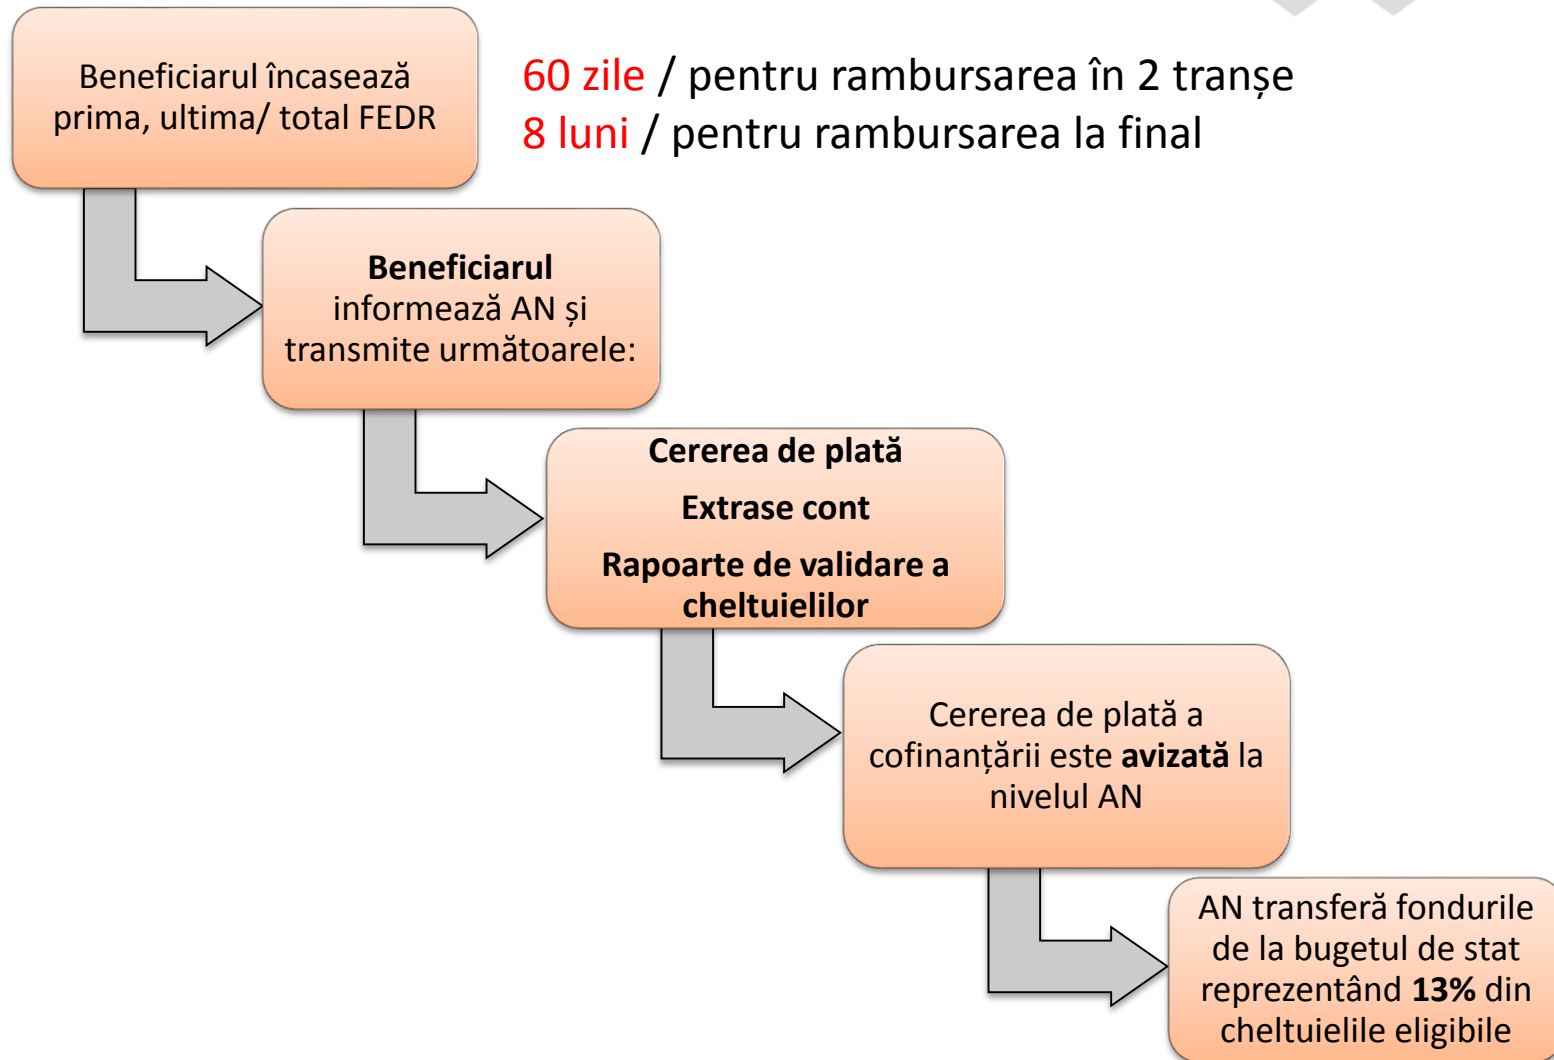 Beneficiarul încasează
prima, ultima/ total FEDR
60 zile / pentru rambursarea în 2 tranșe
8 luni / pentru rambursarea la final
Beneficiarul
informează AN și
transmite următoarele:
Cererea de plată
Extrase cont
Rapoarte de validare a
cheltuielilor
Cererea de plată a
cofinanțării este avizată la
nivelul AN
AN transferă fondurile
de la bugetul de stat
reprezentând 13% din
cheltuielile eligibile